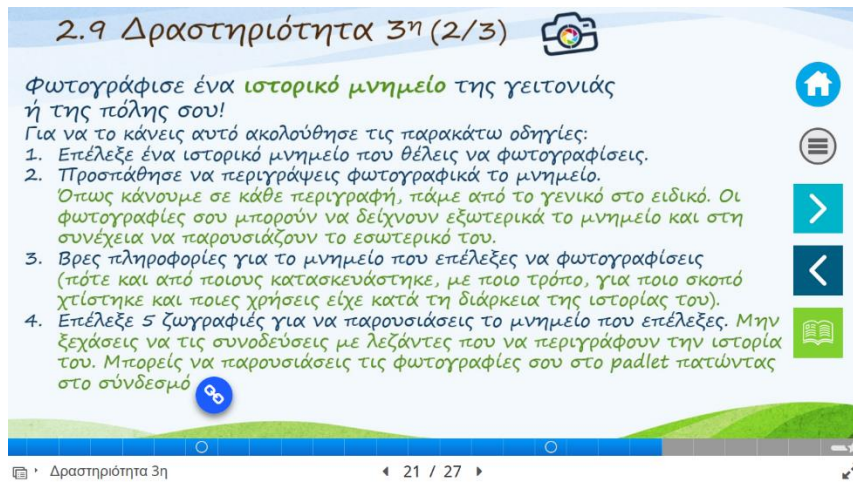 2.9 Δραστηριότητα 3η (2/3)
Φωτογράφισε ένα ιστορικό μνημείο της γειτονιάς
ή της πόλης σου!
Για να το κάνεις αυτό ακολούθησε τις παρακάτω οδηγίες:
1. Επέλεξε ένα ιστορικό μνημείο που θέλεις να φωτογραφίσεις.
2. Προσπάθησε να περιγράψεις φωτογραφικά το μνημείο.
Όπως κάνουμε σε κάθε περιγραφή, πάμε από το γενικό στο ειδικό. Οι
φωτογραφίες σου μπορούν να δείχνουν εξωτερικά το μνημείο και στη
συνέχεια να παρουσιάζουν το εσωτερικό του.
3. Βρες πληροφορίες για το μνημείο που επέλεξες να φωτογραφίσεις
(πότε και από ποιους κατασκευάστηκε, με ποιο τρόπο, για ποιο σκοπό
χτίστηκε και ποιες χρήσεις είχε κατά τη διάρκεια της ιστορίας του).
4. Επέλεξε 5 ζωγραφιές για να παρουσιάσεις το μνημείο που επέλεξες. Μην
ξεχάσεις να τις συνοδεύσεις με λεζάντες που να περιγράφουν την ιστορία
του. Μπορείς να παρουσιάσεις τις φωτογραφίες σου στο padlet πατώντας
στο σύνδεσμό
Δραστηριότητα 3η
21 / 27